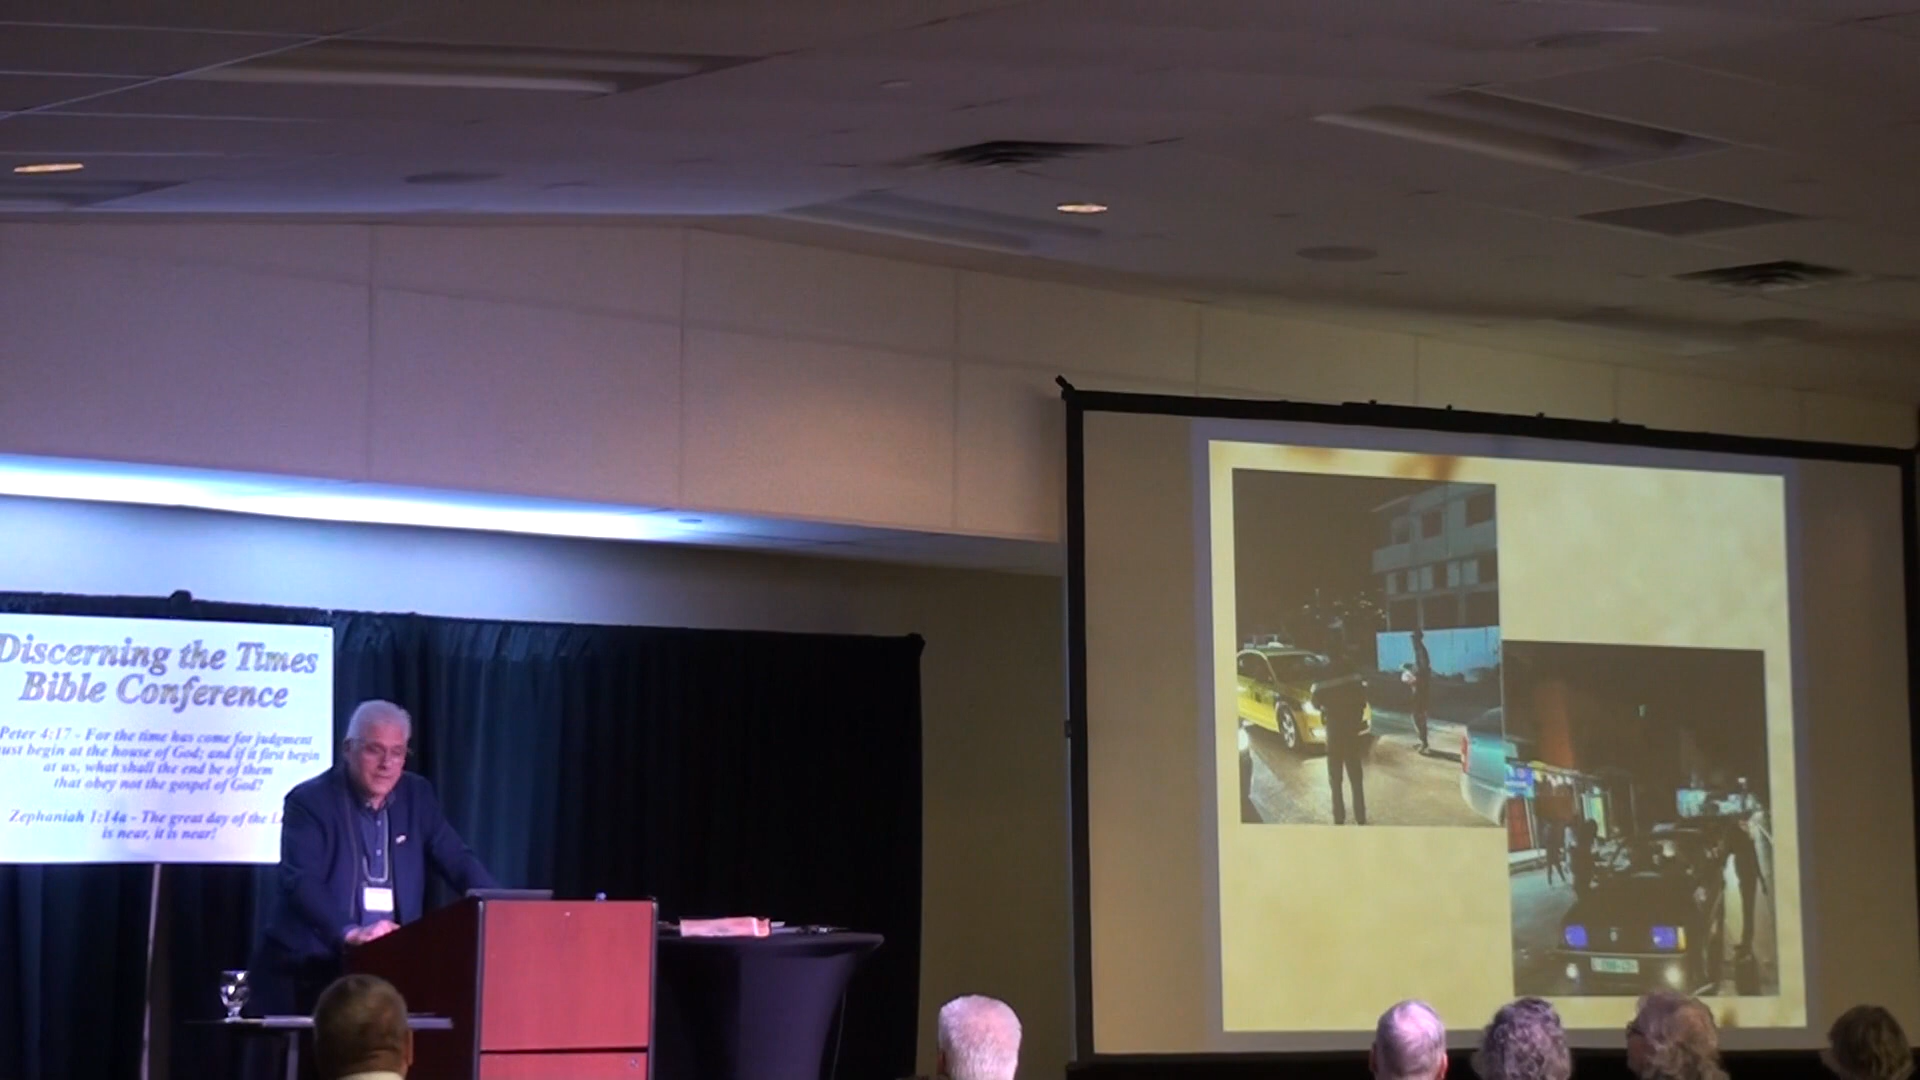 Discerning the Times
Bible Conference
Peter 4:17 - For the time has come for judgment
must begin at the house of God; and if it first begin
at us, what shall the end be of them
that obey not the gospel of God?
Zephaniah 1:14a - The great day of the
is near, it is near!